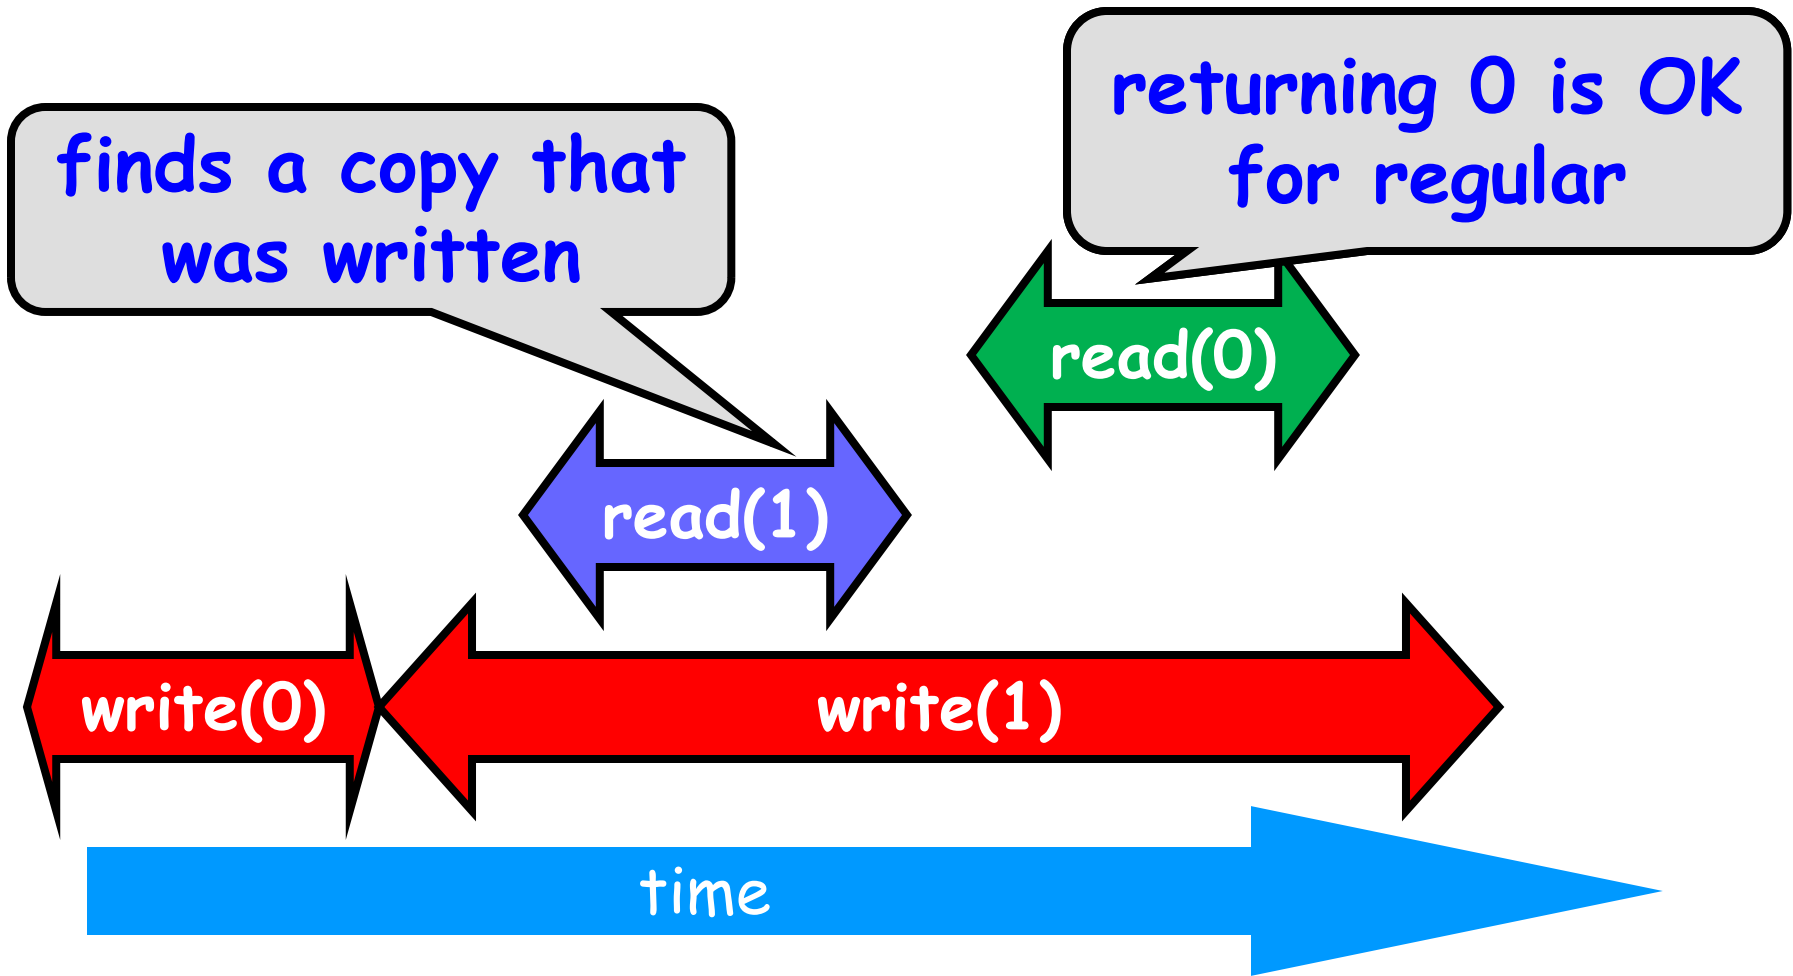 returning 0 is OK
for regular
finds a copy that
was written
read(0)
read(1)
write(0)
write(1)
time